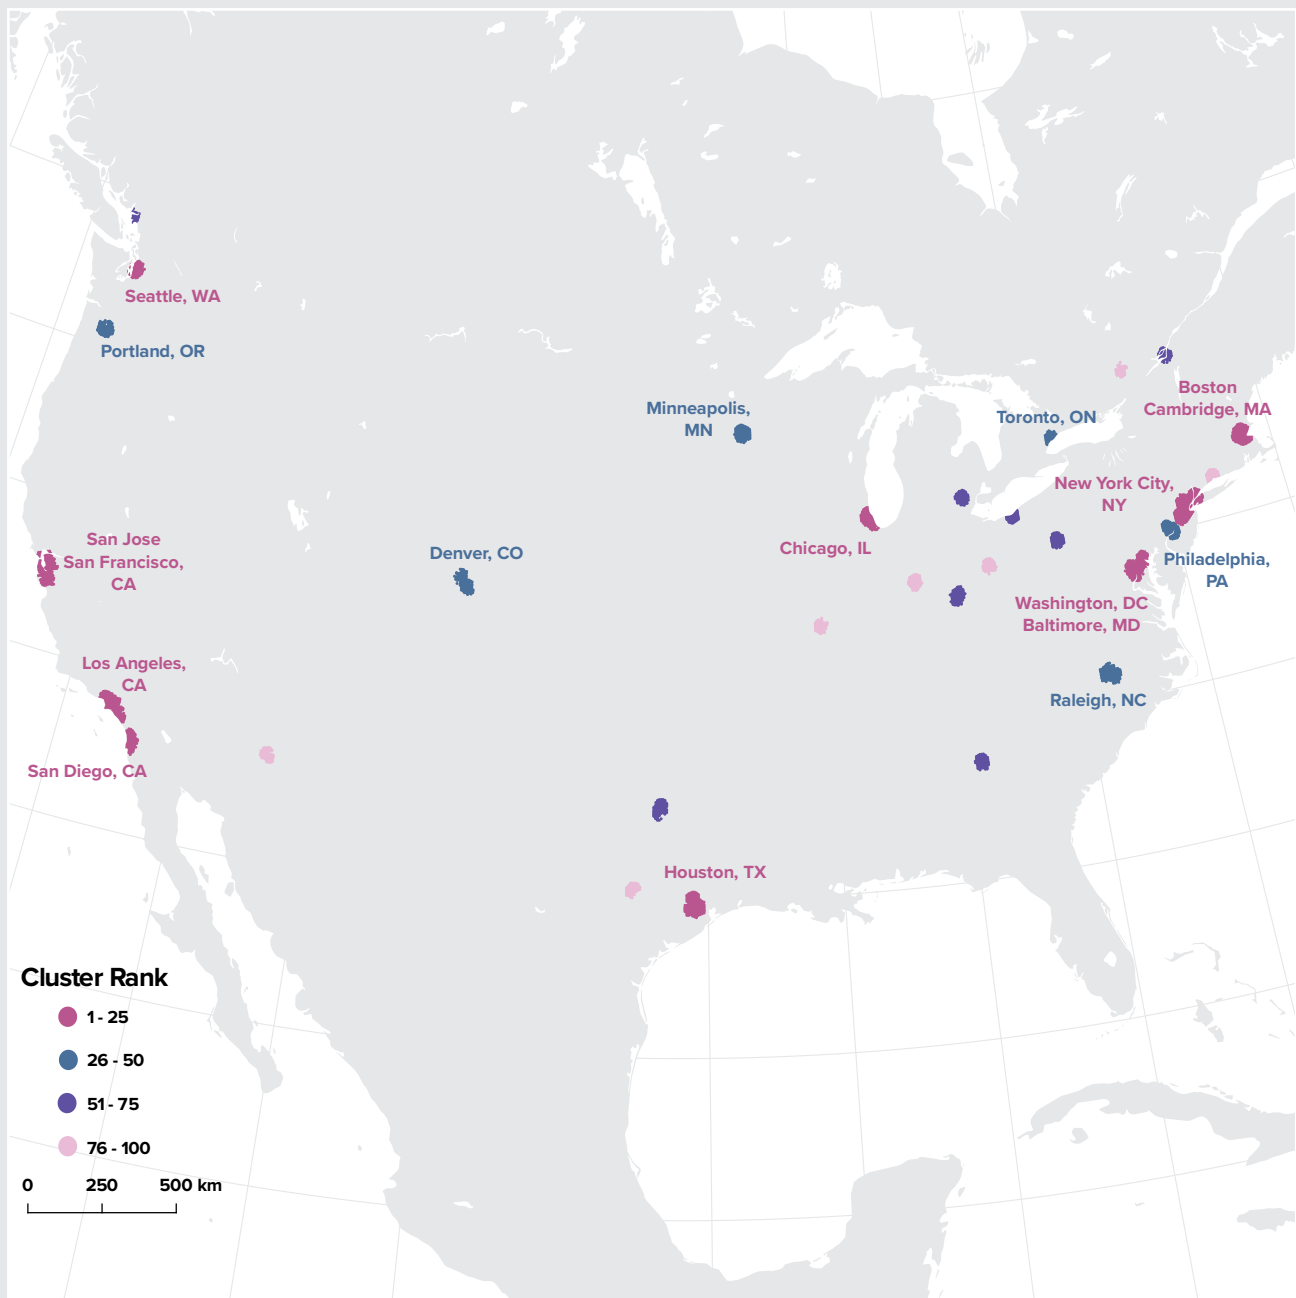 Seattle, WA
Portland, OR
Minneapolis,
MN
Toronto, ON
Boston
Cambridge, MA
New York City,
NY
San Jose
San Francisco,
CA
Denver, CO
Chicago, IL
Philadelphia,
PA
Washington, DC
Baltimore, MD
Los Angeles,
CA
Raleigh, NC
San Diego, CA
Houston, TX
Cluster Rank
1 - 25
26 - 50
51 - 75
76 - 100
0 250 500 km